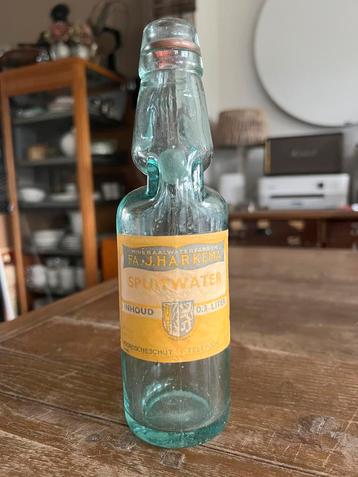 MINERAALWATERFABRIEK
FA. J. HARKEMA
SPUITWATER
INHOUD 0.3 LITER